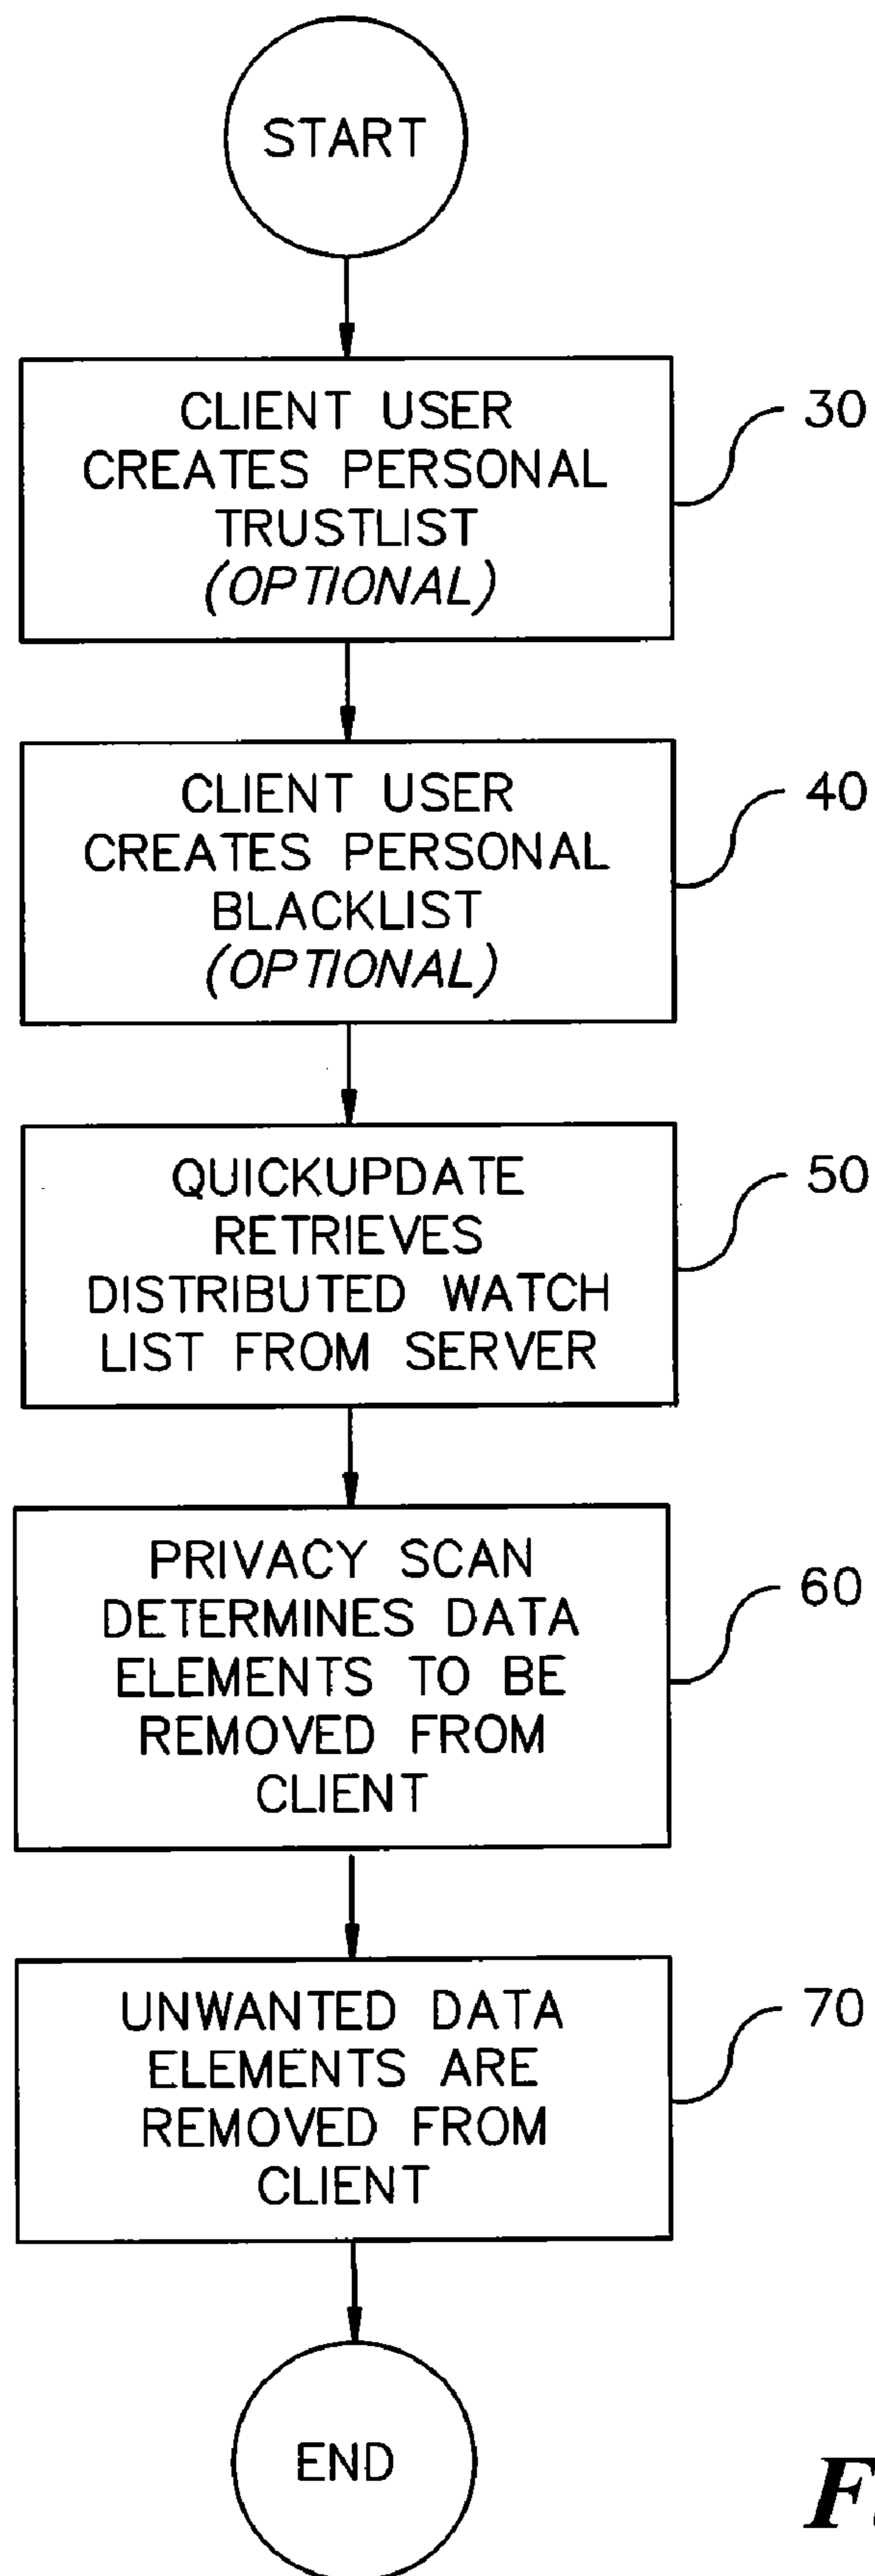 START
CLIENT USER
CREATES PERSONAL
TRUSTLIST
(OPTIONAL)
30
CLIENT USER
CREATES PERSONAL
BLACKLIST
(OPTIONAL)
40
QUICKUPDATE
RETRIEVES
DISTRIBUTED WATCH
LIST FROM SERVER
50
PRIVACY SCAN
DETERMINES DATA
ELEMENTS TO BE
REMOVED FROM
CLIENT
60
UNWANTED DATA
ELEMENTS ARE
REMOVED FROM
CLIENT
70
END